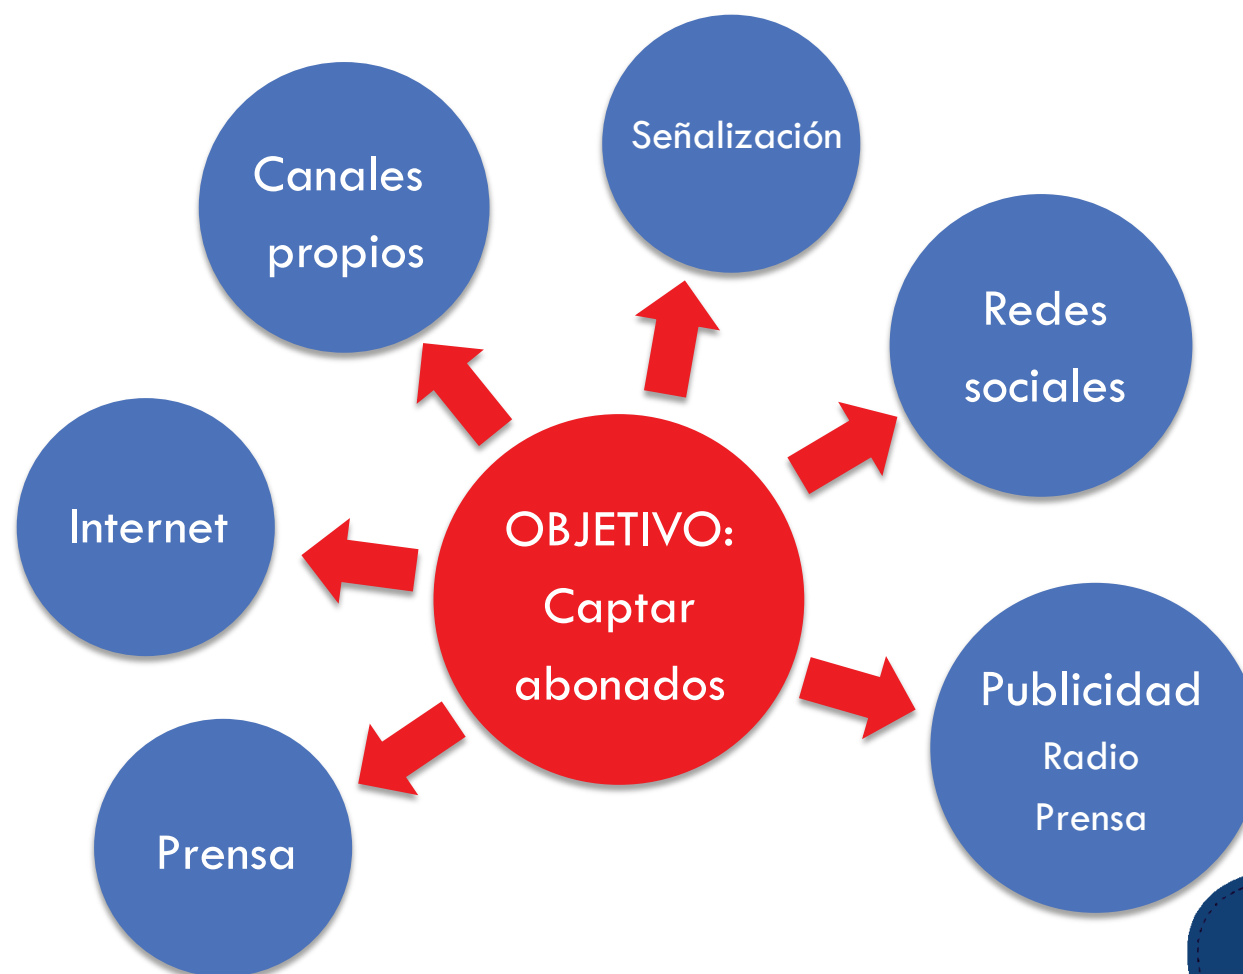 Señalización
Canales
propios
Redes
sociales
Internet
OBJETIVO:
Captar
abonados
Publicidad
Radio
Prensa
Prensa